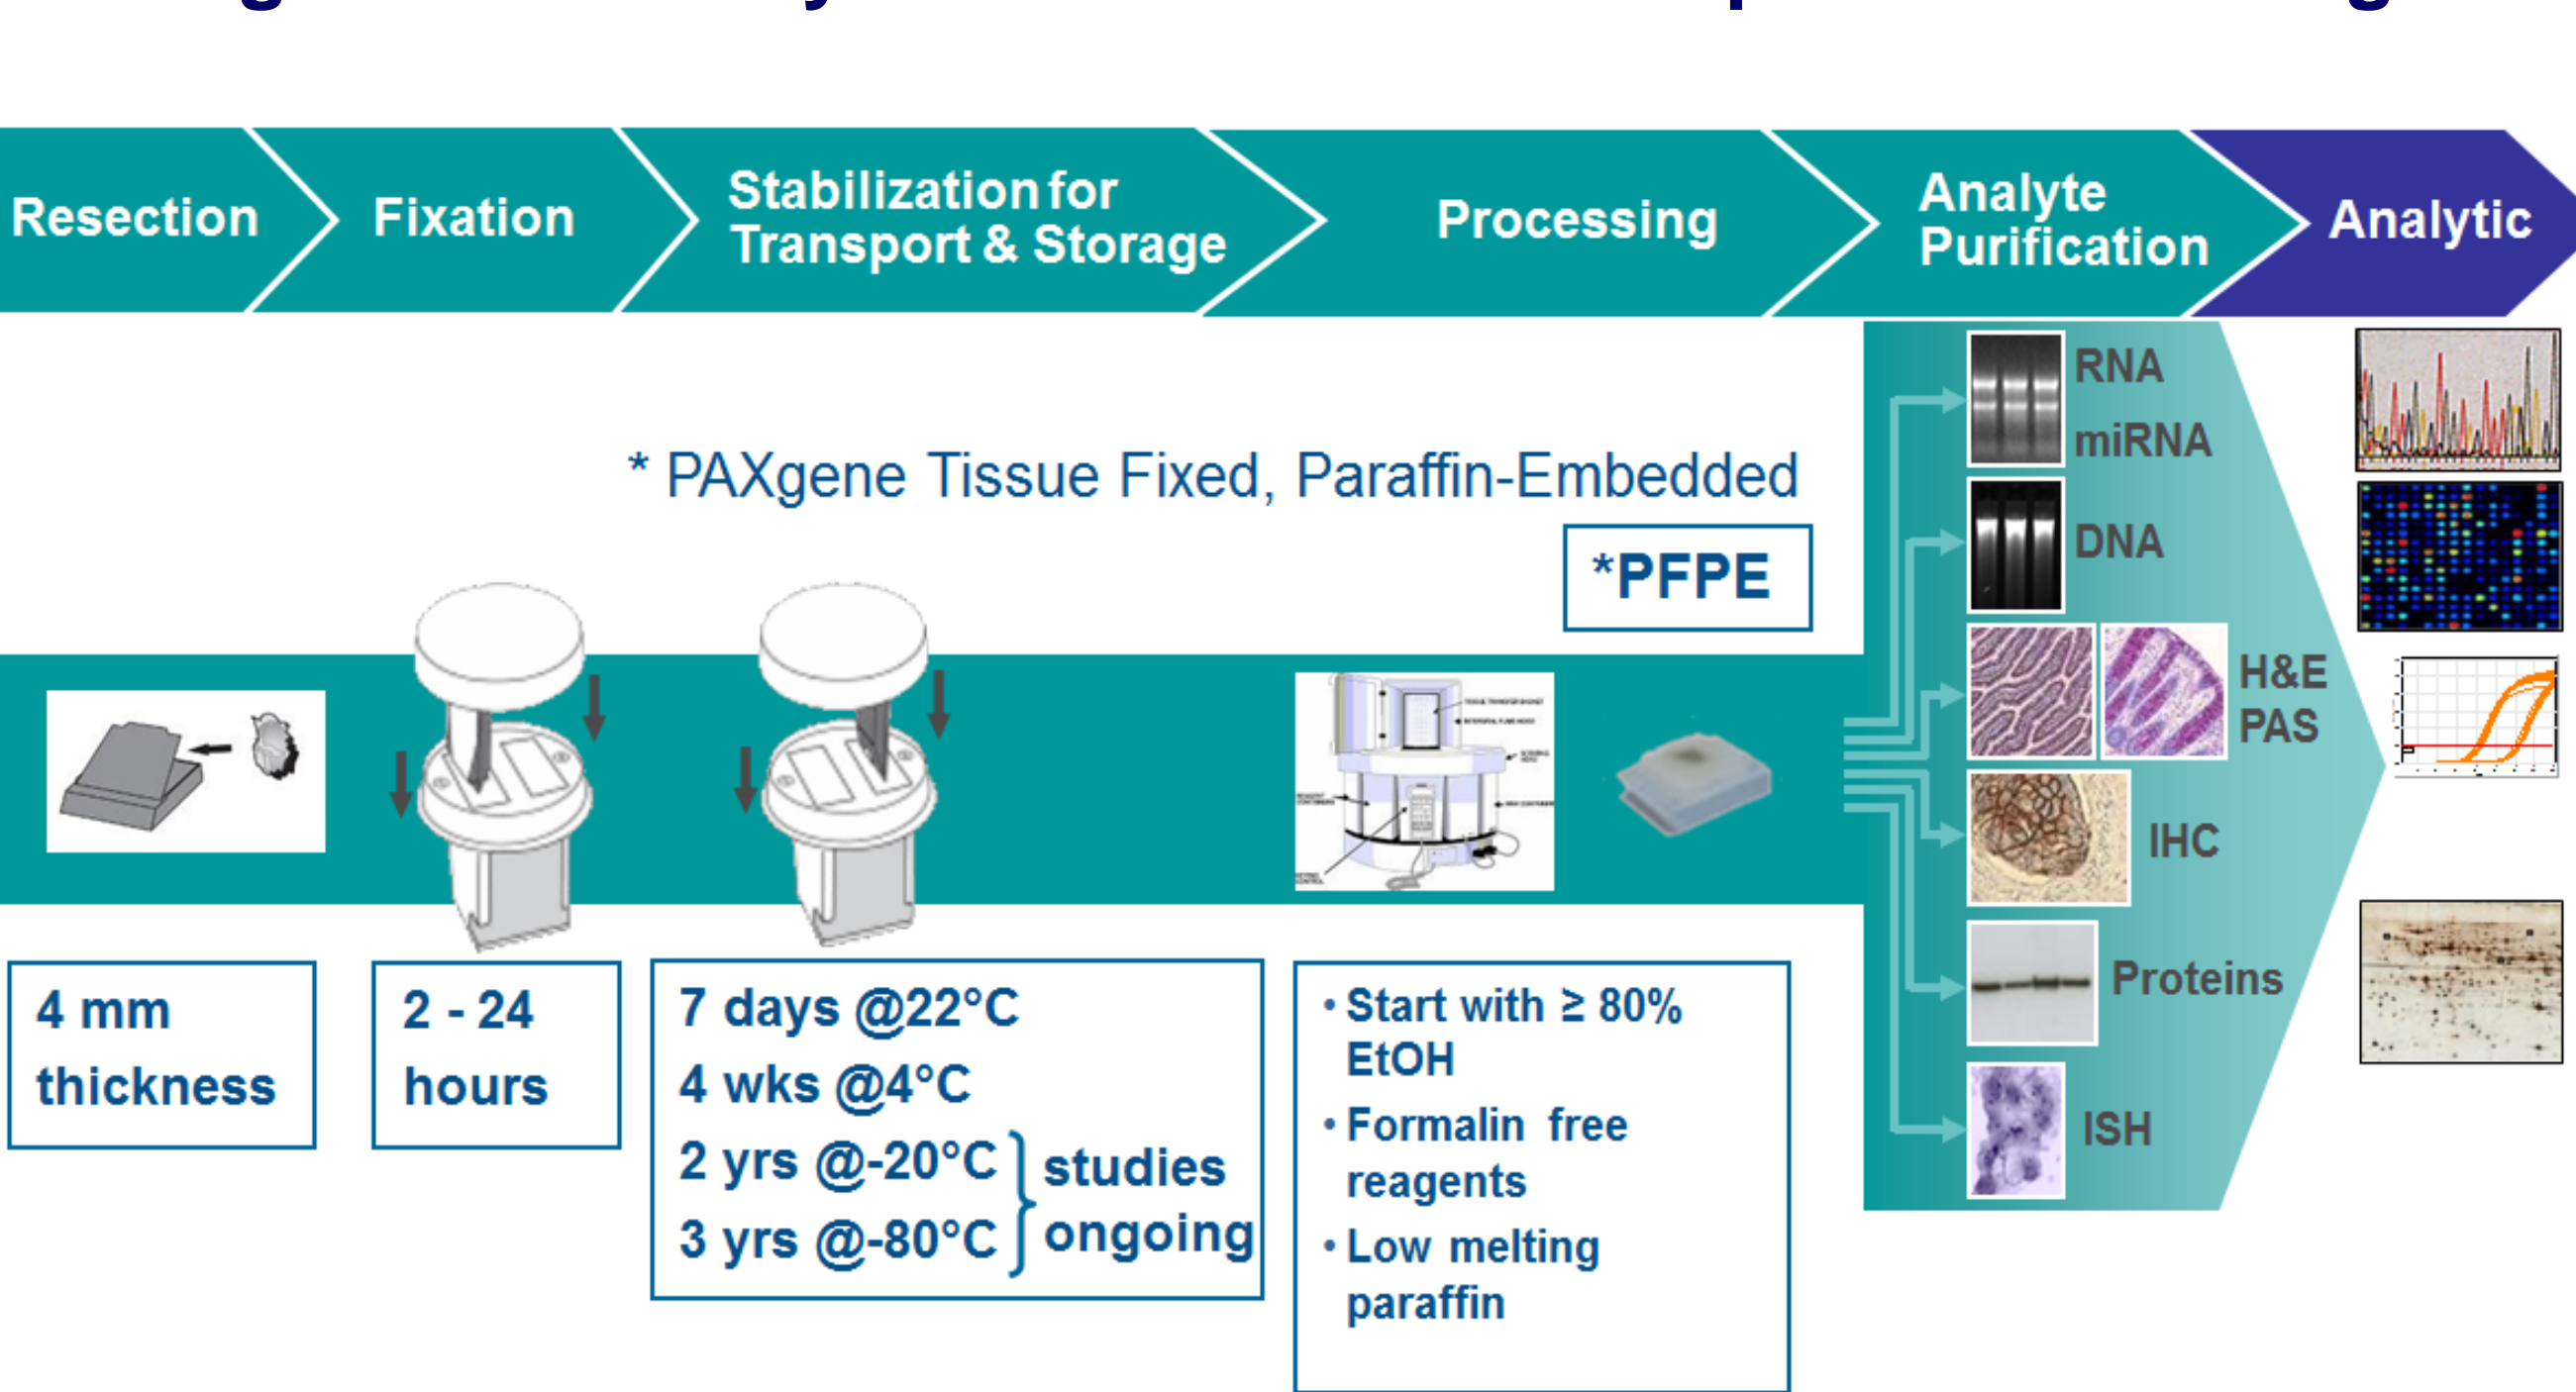 Resection
Fixation
Stabilization for
Transport & Storage
Processing
Analyte
Purification
Analytic
* PAXgene Tissue Fixed, Paraffin-Embedded
*PFPE
RNA
miRNA
DNA
H&E
PAS
IHC
Proteins
ISH
4 mm
thickness
2 - 24
hours
7 days @22°C
4 wks @4°C
2 yrs @-20°C
3 yrs @-80°C
studies
ongoing
• Start with ≥ 80%
EtOH
• Formalin free
reagents
• Low melting
paraffin